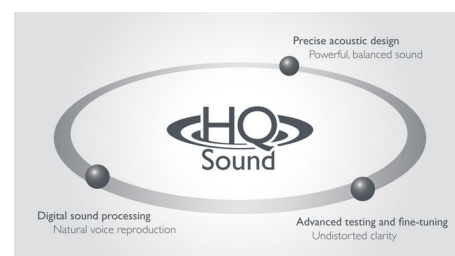 Precise acoustic design
Powerful, balanced sound
HQ
Sound
Digital sound processing
Natural voice reproduction
Advanced testing and fine-tuning
Undistorted clarity